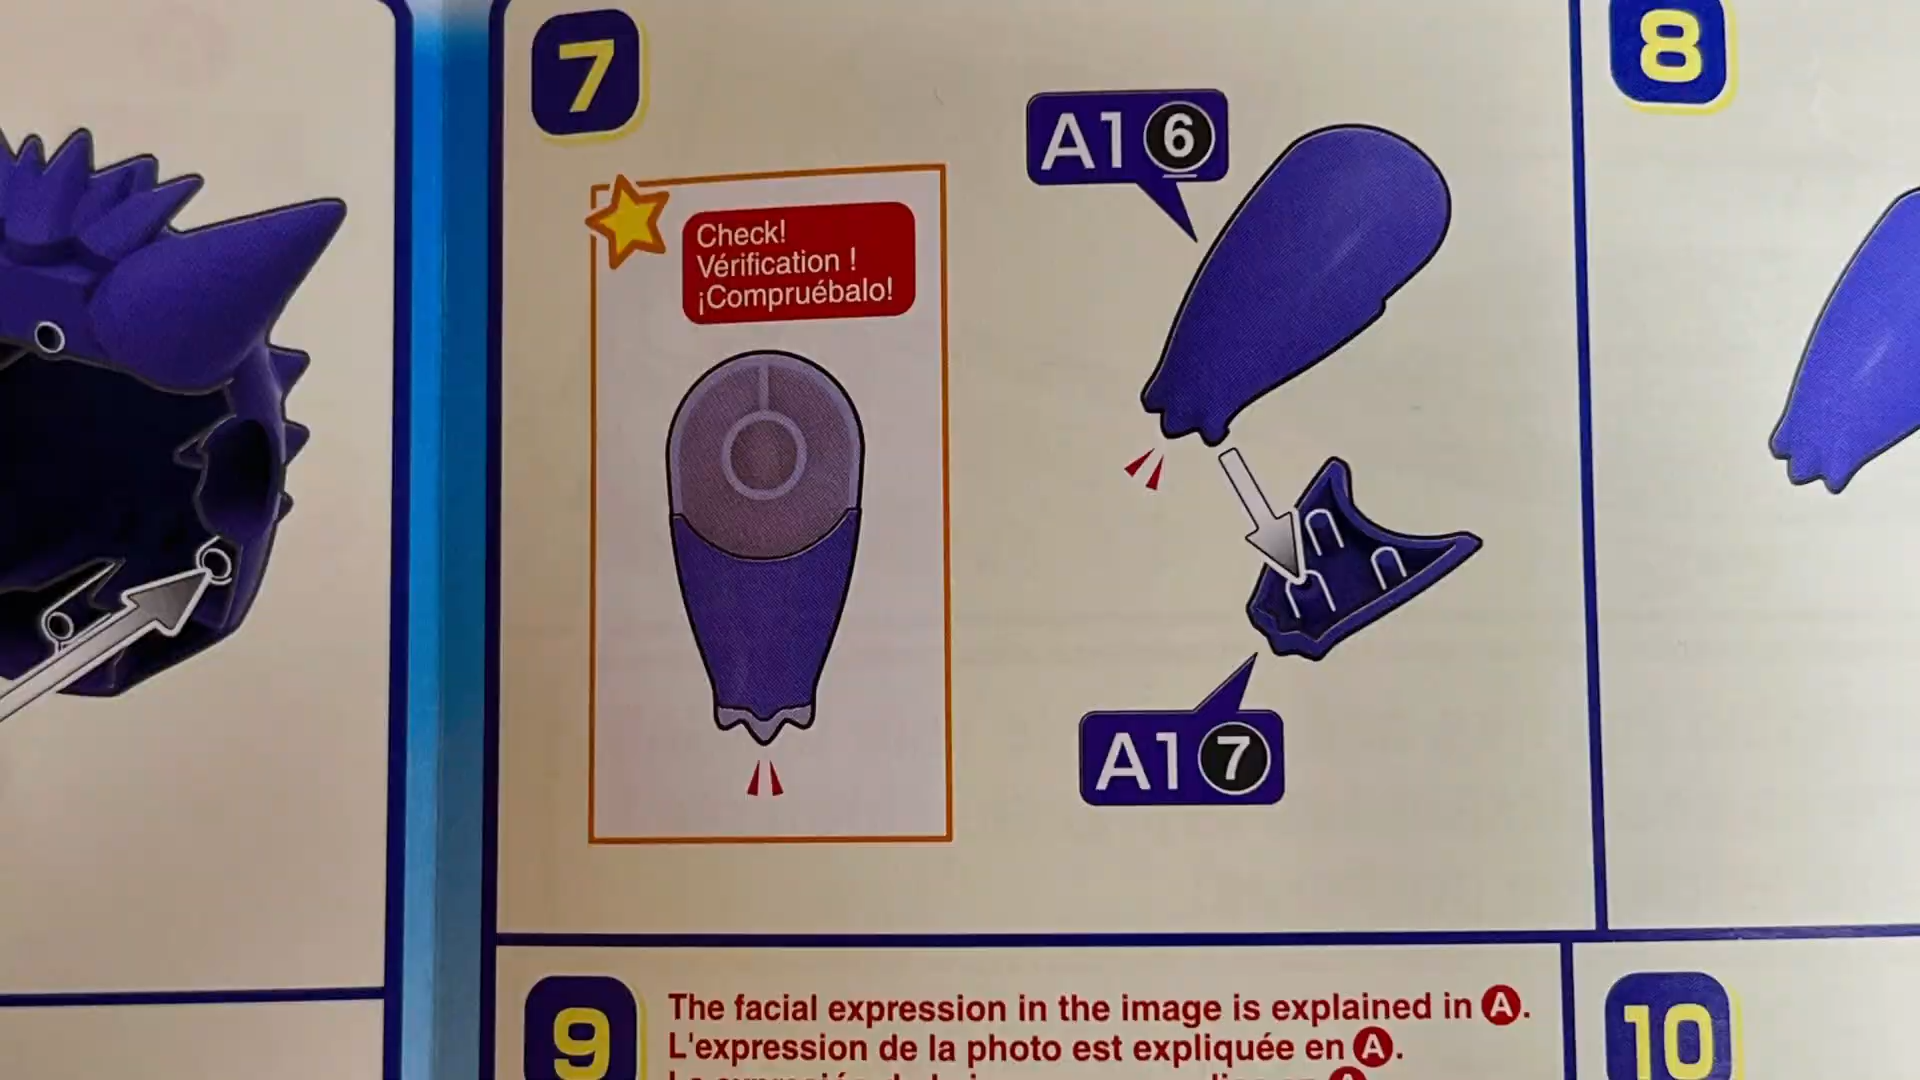 7
8
A1 6
Check!
Vérification !
¡Compruébalo!
A1 7
9
The facial expression in the image is explained in A.
L'expression de la photo est expliquée en A.
10